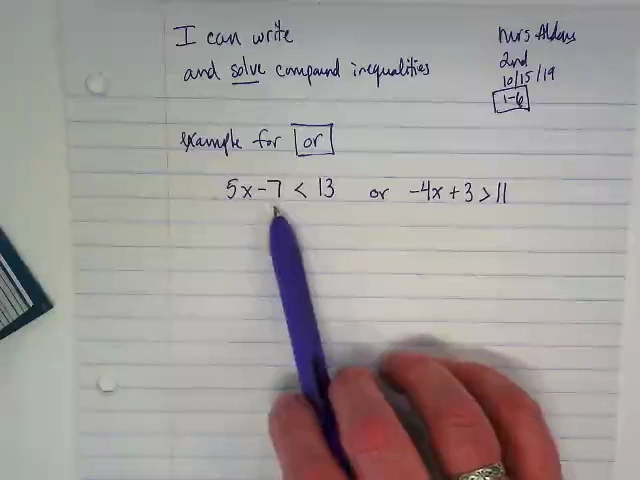 I can write
and solve compound inequalities
Mrs Aldous
2nd
10/15/19
1-6
example for or
5x - 7 < 13 or -4x + 3 > 11